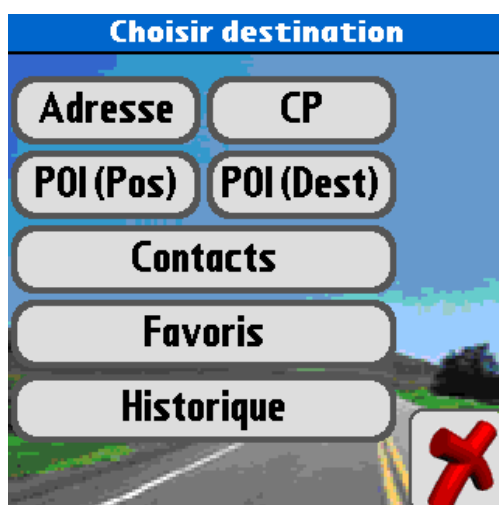 Choisir destination
Adresse CP
POI (Pos) POI (Dest)
Contacts
Favoris
Historique